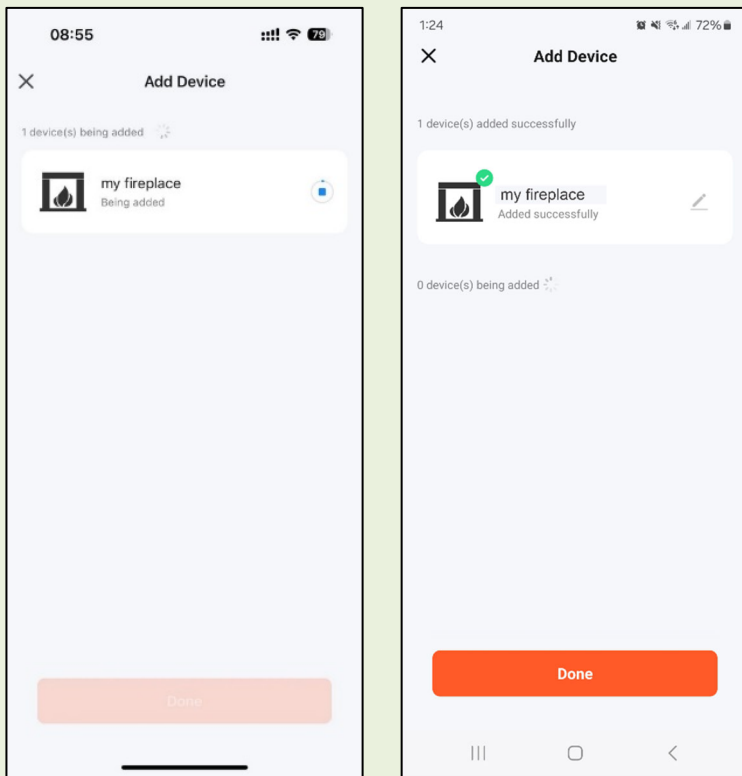 08:55
79
Add Device
1 device(s) being added
my fireplace
Being added
Done
1:24
72%
Add Device
1 device(s) added successfully
my fireplace
Added successfully
0 device(s) being added
Done